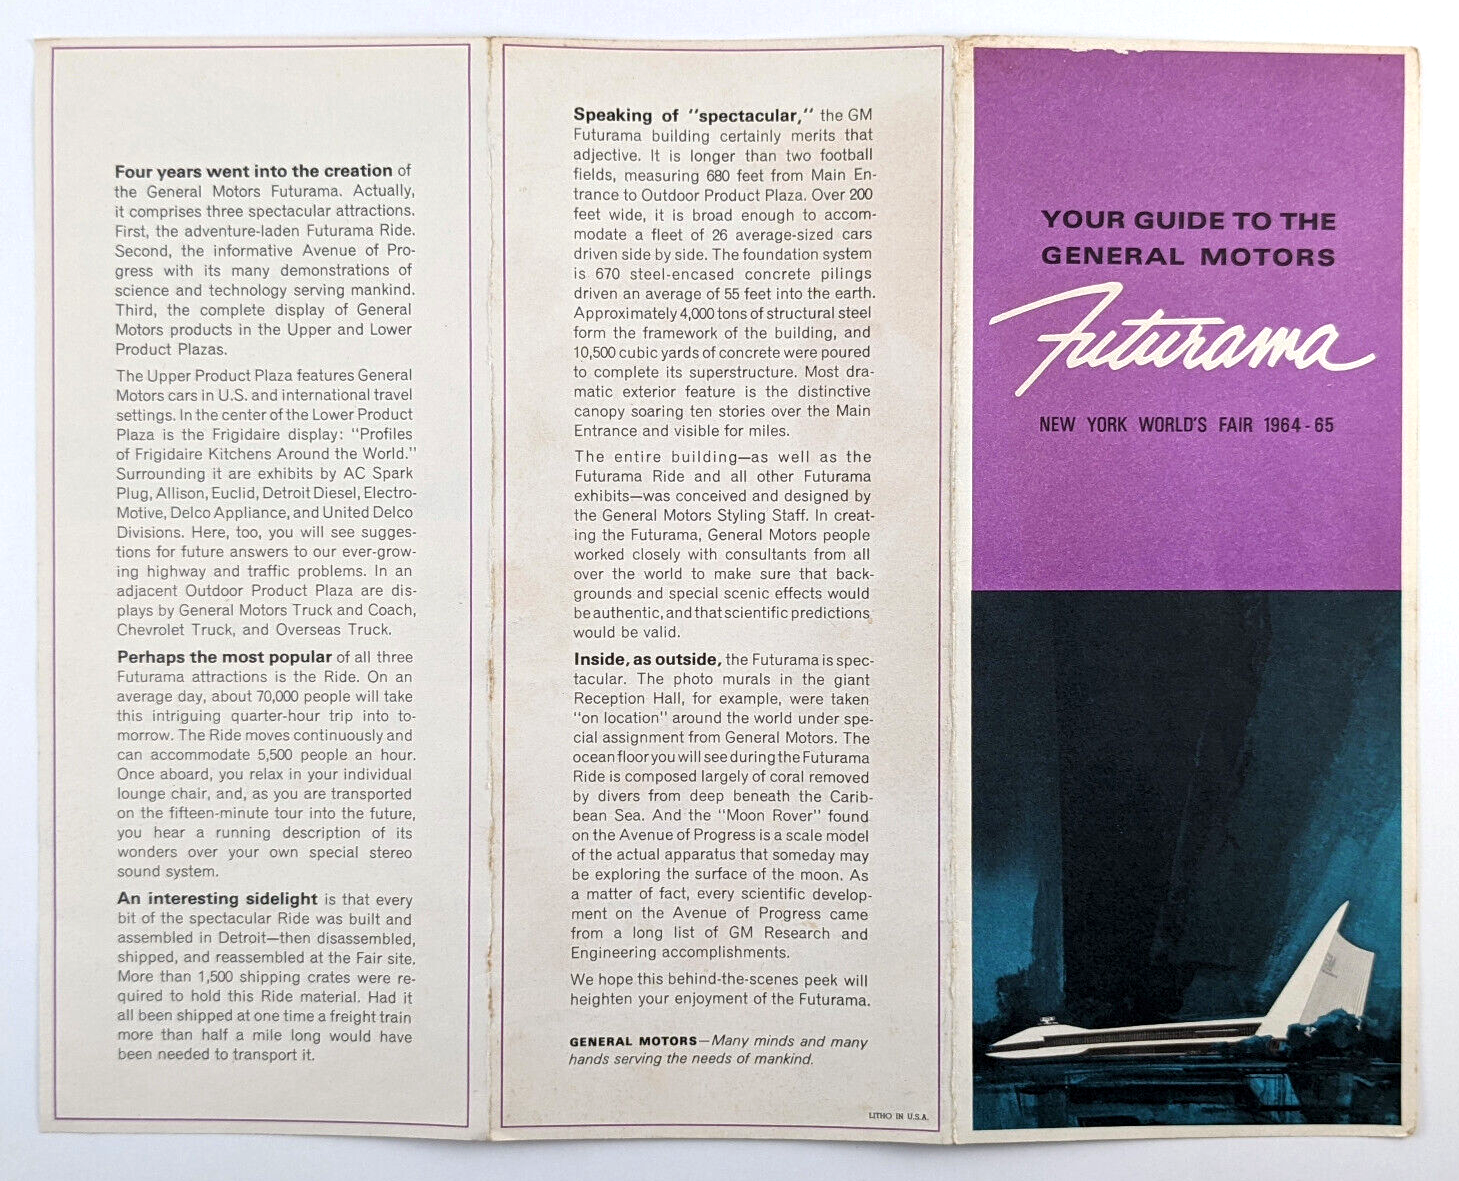 Four years went into the creation of
the General Motors Futurama. Actually,
it comprises three spectacular attractions.
First, the adventure-laden Futurama Ride.
Second, the informative Avenue of Pro-
gress with its many demonstrations of
science and technology serving mankind.
Third, the complete display of General
Motors products in the Upper and Lower
Product Plazas.
The Upper Product Plaza features General
Motors cars in U.S. and international travel
settings. In the center of the Lower Product
Plaza is the Frigidaire display: "Profiles
of Frigidaire Kitchens Around the World."
Surrounding it are exhibits by AC Spark
Plug, Allison, Euclid, Detroit Diesel, Electro-
Motive, Delco Appliance, and United Delco
Divisions. Here, too, you will see sugges-
tions for future answers to our ever-grow-
ing highway and traffic problems. In an
adjacent Outdoor Product Plaza are dis-
plays by General Motors Truck and Coach,
Chevrolet Truck, and Overseas Truck.
Perhaps the most popular of all three
Futurama attractions is the Ride. On an
average day, about 70,000 people will take
this intriguing quarter-hour trip into to-
morrow. The Ride moves continuously and
can accommodate 5,500 people an hour.
Once aboard, you relax in your individual
lounge chair, and, as you are transported
on the fifteen-minute tour into the future,
you hear a running description of its
wonders over your own special stereo
sound system.
An interesting sidelight is that every
bit of the spectacular Ride was built and
assembled in Detroit—then disassembled,
shipped, and reassembled at the Fair site.
More than 1,500 shipping crates were re-
quired to hold this Ride material. Had it
all been shipped at one time a freight train
more than half a mile long would have
been needed to transport it.
Speaking of "spectacular," the GM
Futurama building certainly merits that
adjective. It is longer than two football
fields, measuring 680 feet from Main En-
trance to Outdoor Product Plaza. Over 200
feet wide, it is broad enough to accom-
modate a fleet of 26 average-sized cars
driven side by side. The foundation system
is 670 steel-encased concrete pilings
driven an average of 55 feet into the earth.
Approximately 4,000 tons of structural steel
form the framework of the building, and
10,500 cubic yards of concrete were poured
to complete its superstructure. Most dra-
matic exterior feature is the distinctive
canopy soaring ten stories over the Main
Entrance and visible for miles.
The entire building—as well as the
Futurama Ride and all other Futurama
exhibits—was conceived and designed by
the General Motors Styling Staff. In creat-
ing the Futurama, General Motors people
worked closely with consultants from all
over the world to make sure that back-
grounds and special scenic effects would
be authentic, and that scientific predictions
would be valid.
Inside, as outside, the Futurama is spec-
tacular. The photo murals in the giant
Reception Hall, for example, were taken
"on location" around the world under spe-
cial assignment from General Motors. The
ocean floor you will see during the Futurama
Ride is composed largely of coral removed
by divers from deep beneath the Carib-
bean Sea. And the "Moon Rover" found
on the Avenue of Progress is a scale model
of the actual apparatus that someday may
be exploring the surface of the moon. As
a matter of fact, every scientific develop-
ment on the Avenue of Progress came
from a long list of GM Research and
Engineering accomplishments.
We hope this behind-the-scenes peek will
heighten your enjoyment of the Futurama.
GENERAL MOTORS—Many minds and many
hands serving the needs of mankind.
LITHO IN U.S.A.
YOUR GUIDE TO THE
GENERAL MOTORS
Futurama
NEW YORK WORLD'S FAIR 1964-65